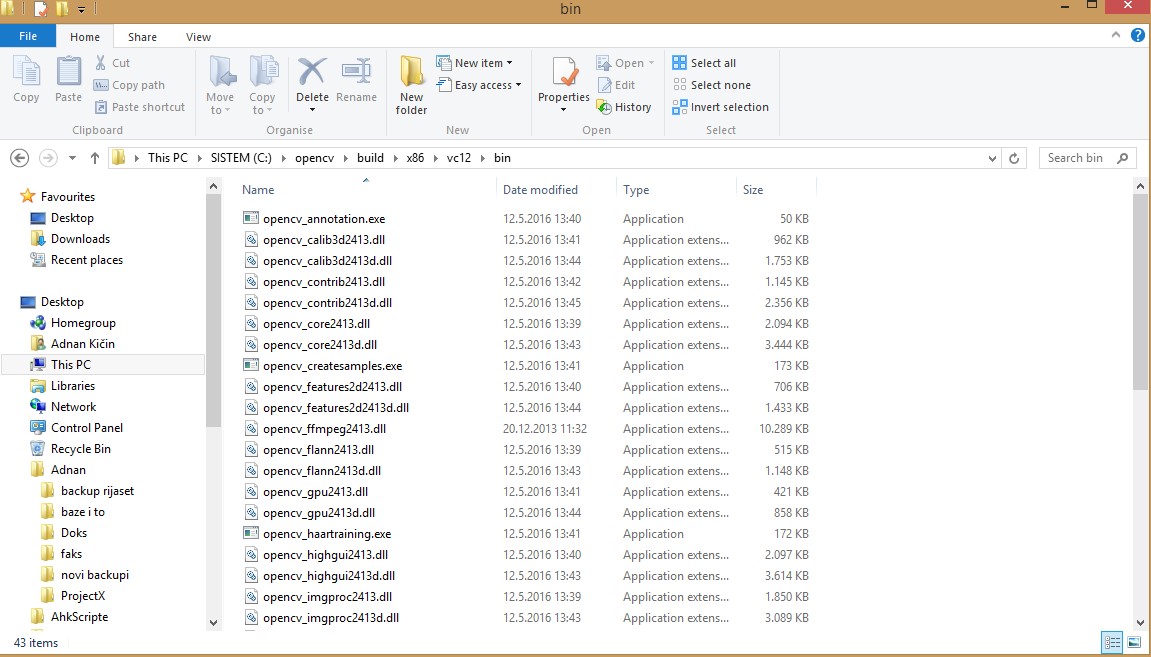 bin
File Home Share View
Copy
Paste
Cut
Copy path
Paste shortcut
Clipboard
Move to
Copy to
Delete
Rename
Organise
New folder
New item
Easy access
New
Properties
Open
Edit
History
Open
Select all
Select none
Invert selection
Select
This PC SISTEM (C:) opencv build x86 vc12 bin
Search bin
Favourites
Desktop
Downloads
Recent places
Desktop
Homegroup
Adnan Kičin
This PC
Libraries
Network
Control Panel
Recycle Bin
Adnan
backup rijaset
baze i to
Doks
faks
novi backupi
ProjectX
AhkScripte
Name Date modified Type Size
opencv_annotation.exe 12.5.2016 13:40 Application 50 KB
opencv_calib3d2413.dll 12.5.2016 13:41 Application extens... 962 KB
opencv_calib3d2413d.dll 12.5.2016 13:44 Application extens... 1.753 KB
opencv_contrib2413.dll 12.5.2016 13:42 Application extens... 1.145 KB
opencv_contrib2413d.dll 12.5.2016 13:45 Application extens... 2.356 KB
opencv_core2413.dll 12.5.2016 13:39 Application extens... 2.094 KB
opencv_core2413d.dll 12.5.2016 13:43 Application extens... 3.444 KB
opencv_createsamples.exe 12.5.2016 13:41 Application 173 KB
opencv_features2d2413.dll 12.5.2016 13:40 Application extens... 706 KB
opencv_features2d2413d.dll 12.5.2016 13:44 Application extens... 1.433 KB
opencv_ffmpeg2413.dll 20.12.2013 11:32 Application extens... 10.289 KB
opencv_flann2413.dll 12.5.2016 13:39 Application extens... 515 KB
opencv_flann2413d.dll 12.5.2016 13:43 Application extens... 1.148 KB
opencv_gpu2413.dll 12.5.2016 13:41 Application extens... 421 KB
opencv_gpu2413d.dll 12.5.2016 13:44 Application extens... 858 KB
opencv_haartraining.exe 12.5.2016 13:41 Application 172 KB
opencv_highgui2413.dll 12.5.2016 13:40 Application extens... 2.097 KB
opencv_highgui2413d.dll 12.5.2016 13:43 Application extens... 3.614 KB
opencv_imgproc2413.dll 12.5.2016 13:39 Application extens... 1.850 KB
opencv_imgproc2413d.dll 12.5.2016 13:43 Application extens... 3.089 KB
43 items